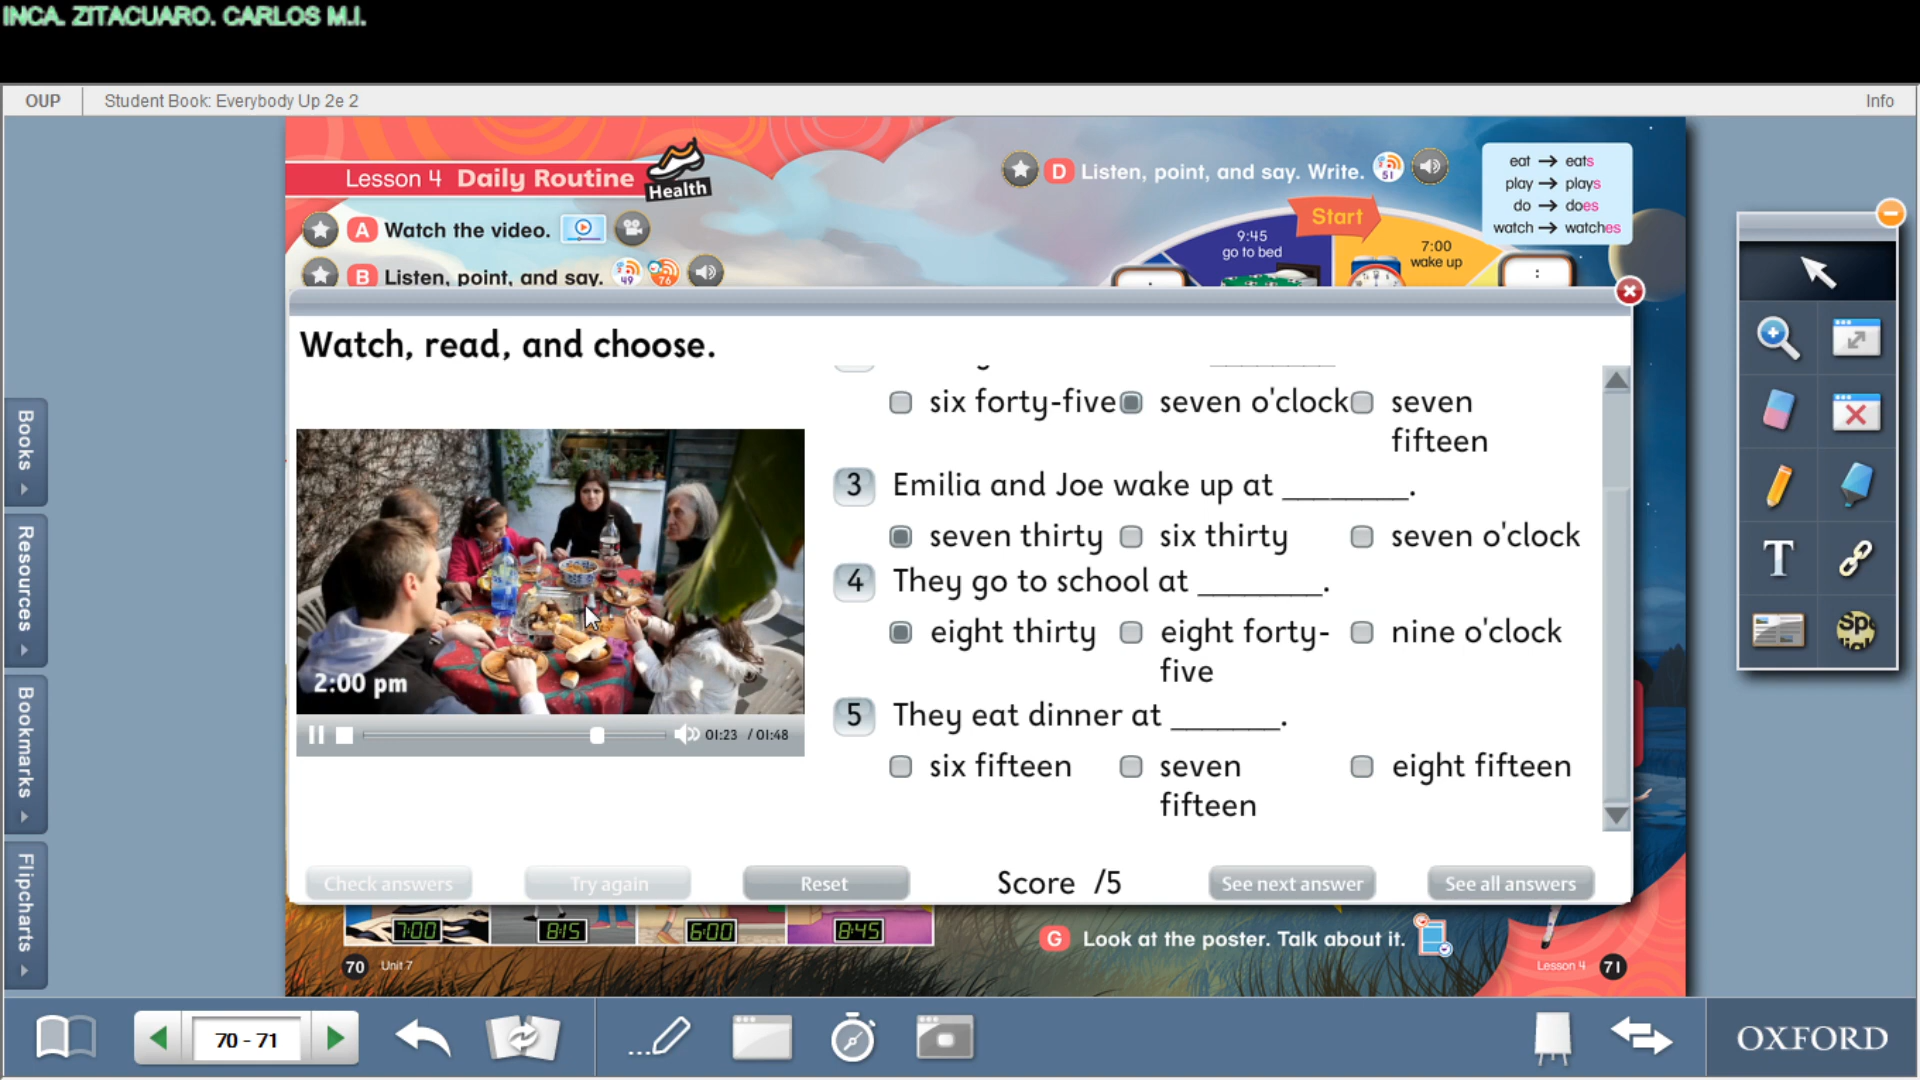 INCA. ZITACUARO. CARLOS M.I.
OUP Student Book: Everybody Up 2e 2 Info
Lesson 4 Daily Routine
Health
A Watch the video.
B Listen, point, and say. 49 76
D Listen, point, and say. Write. 51
eat → eats
play → plays
do → does
watch → watches
Start
9:45
go to bed
7:00
wake up
:
Watch, read, and choose.
six forty-five seven o'clock seven
fifteen
3 Emilia and Joe wake up at ________.
seven thirty six thirty seven o'clock
4 They go to school at ________.
eight thirty eight forty- nine o'clock
five
5 They eat dinner at _______.
six fifteen seven eight fifteen
fifteen
2:00 pm
01:23 / 01:48
Check answers Try again Reset Score /5 See next answer See all answers
7:00 8:15 6:00 8:45
G Look at the poster. Talk about it.
70 Unit 7
Lesson 4 71
Books
Resources
Bookmarks
Flipcharts
T
70 - 71
OXFORD